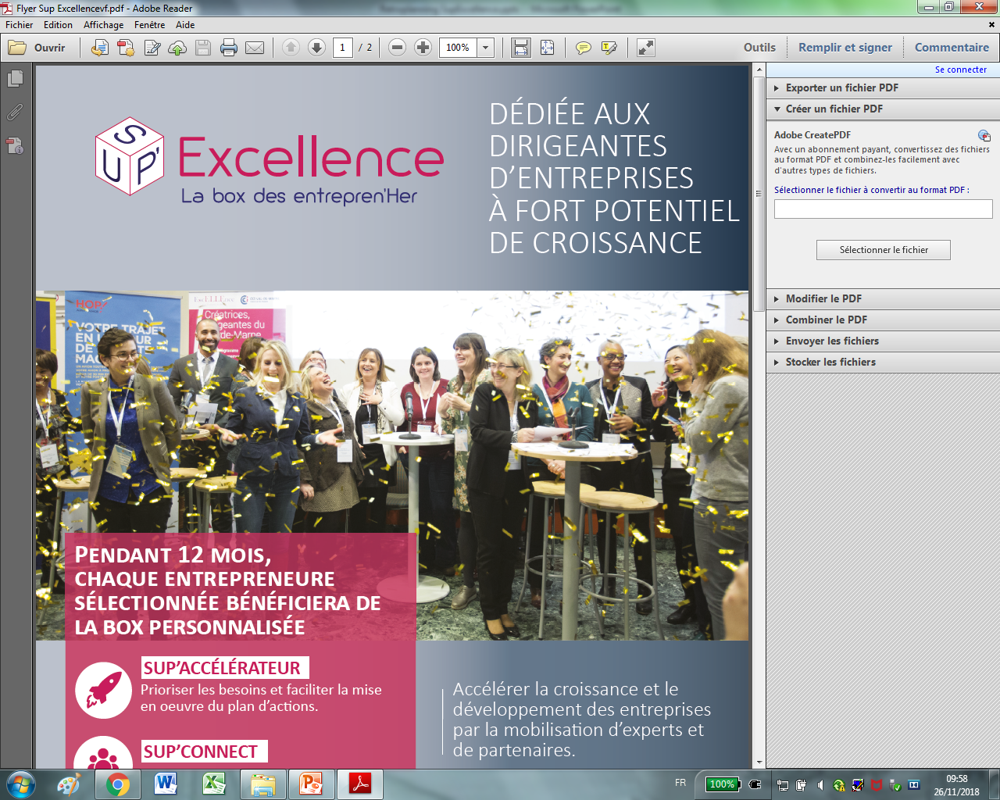 Flyer Sup Excellencevf.pdf - Adobe Reader
Fichier Edition Affichage Fenêtre Aide
Ouvrir 1 / 2 100% Outils Remplir et signer Commentaire
Se connecter
Exporter un fichier PDF
Créer un fichier PDF
Adobe CreatePDF
Avec un abonnement payant, convertissez des fichiers
au format PDF et combinez-les facilement avec
d'autres types de fichiers.
Sélectionner le fichier à convertir au format PDF :
Sélectionner le fichier
Modifier le PDF
Combiner le PDF
Envoyer les fichiers
Stocker les fichiers
SUP'
Excellence
La box des entrepren'Her
DÉDIÉE AUX
DIRIGEANTES
D'ENTREPRISES
À FORT POTENTIEL
DE CROISSANCE
HOP!
VOTRE TRAJET
Créatrices,
PENDANT 12 MOIS,
CHAQUE ENTREPRENEURE
SÉLECTIONNÉE BÉNÉFICIERA DE
LA BOX PERSONNALISÉE
SUP'ACCÉLÉRATEUR
Prioriser les besoins et faciliter la mise
en oeuvre du plan d'actions.
SUP'CONNECT
Accélérer la croissance et le
développement des entreprises
par la mobilisation d'experts et
de partenaires.
FR 100% 09:58
26/11/2018